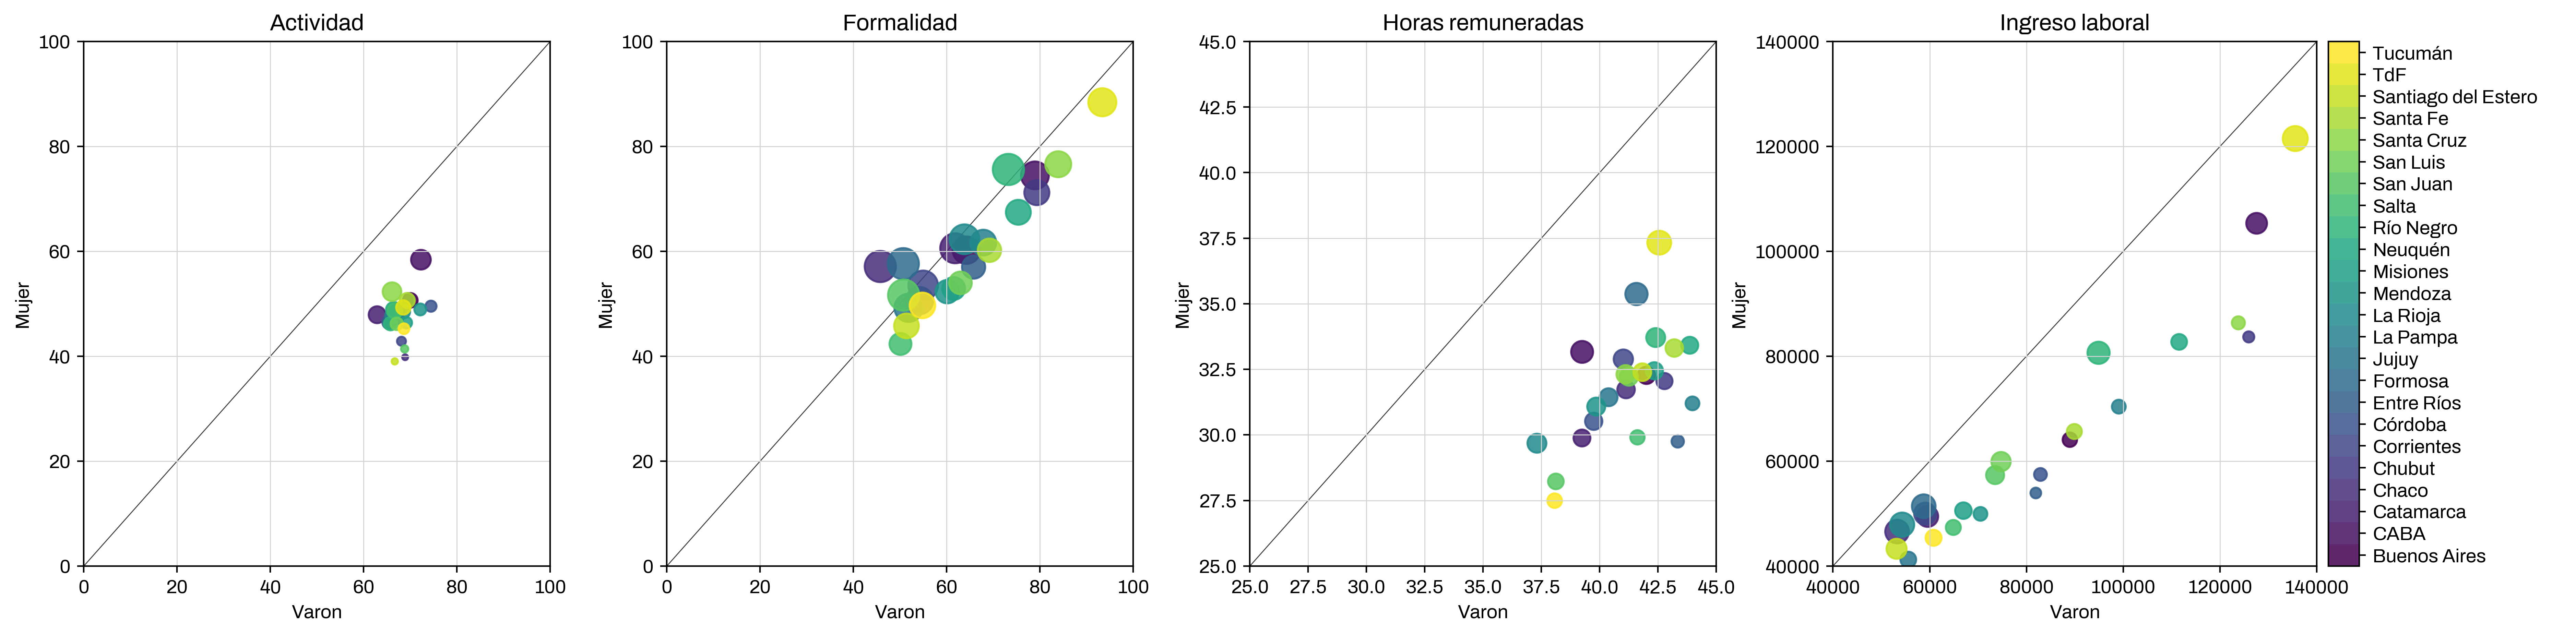 Actividad
Mujer
100
80
60
40
20
0
0 20 40 60 80 100
Varon
Formalidad
Mujer
100
80
60
40
20
0
0 20 40 60 80 100
Varon
Horas remuneradas
Mujer
45.0
42.5
40.0
37.5
35.0
32.5
30.0
27.5
25.0
25.0 27.5 30.0 32.5 35.0 37.5 40.0 42.5 45.0
Varon
Ingreso laboral
Mujer
140000
120000
100000
80000
60000
40000
40000 60000 80000 100000 120000 140000
Varon
Tucumán
TdF
Santiago del Estero
Santa Fe
Santa Cruz
San Luis
San Juan
Salta
Río Negro
Neuquén
Misiones
Mendoza
La Rioja
La Pampa
Jujuy
Formosa
Entre Ríos
Córdoba
Corrientes
Chubut
Chaco
Catamarca
CABA
Buenos Aires